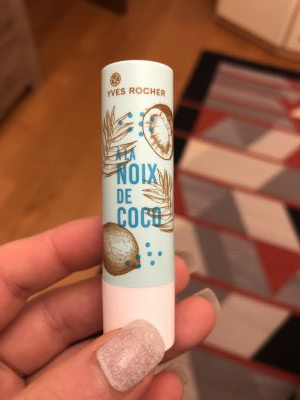 YVES ROCHER
À LA
NOIX
DE
COCO